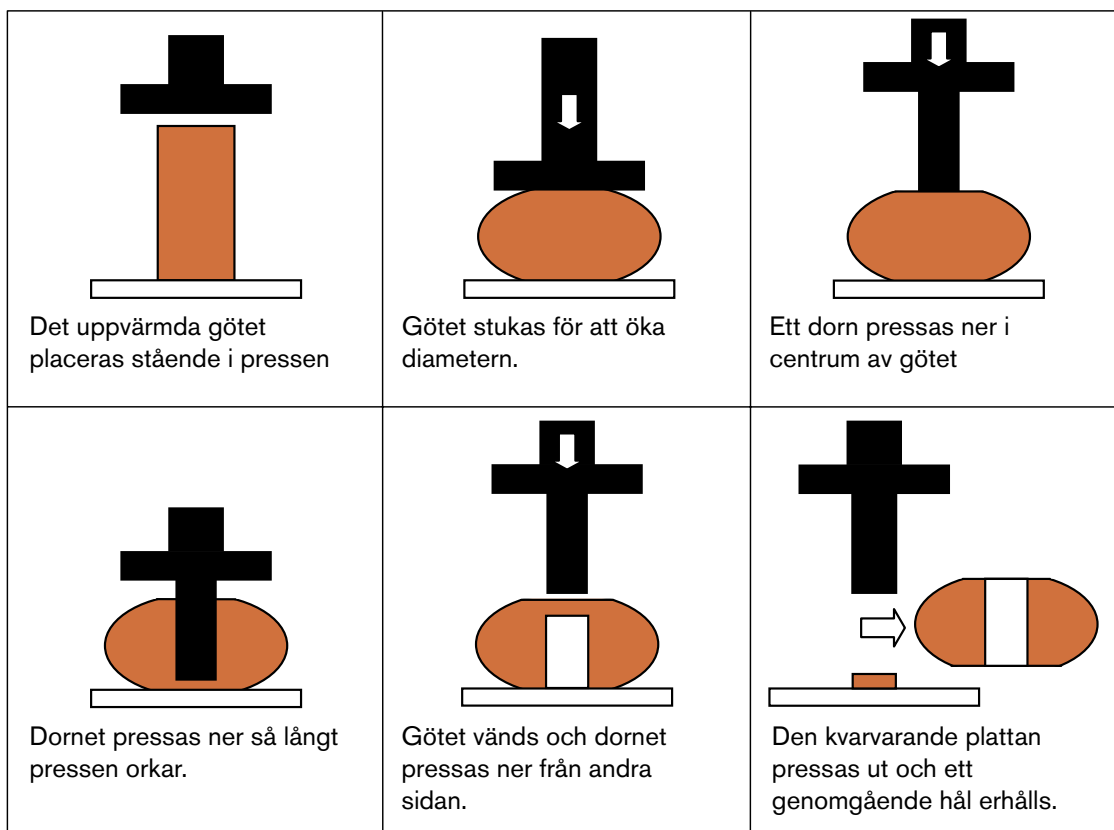 Det uppvärmda götet
placeras stående i pressen
Götet stukas för att öka
diametern.
Ett dorn pressas ner i
centrum av götet
Dornet pressas ner så långt
pressen orkar.
Götet vänds och dornet
pressas ner från andra
sidan.
Den kvarvarande plattan
pressas ut och ett
genomgående hål erhålls.